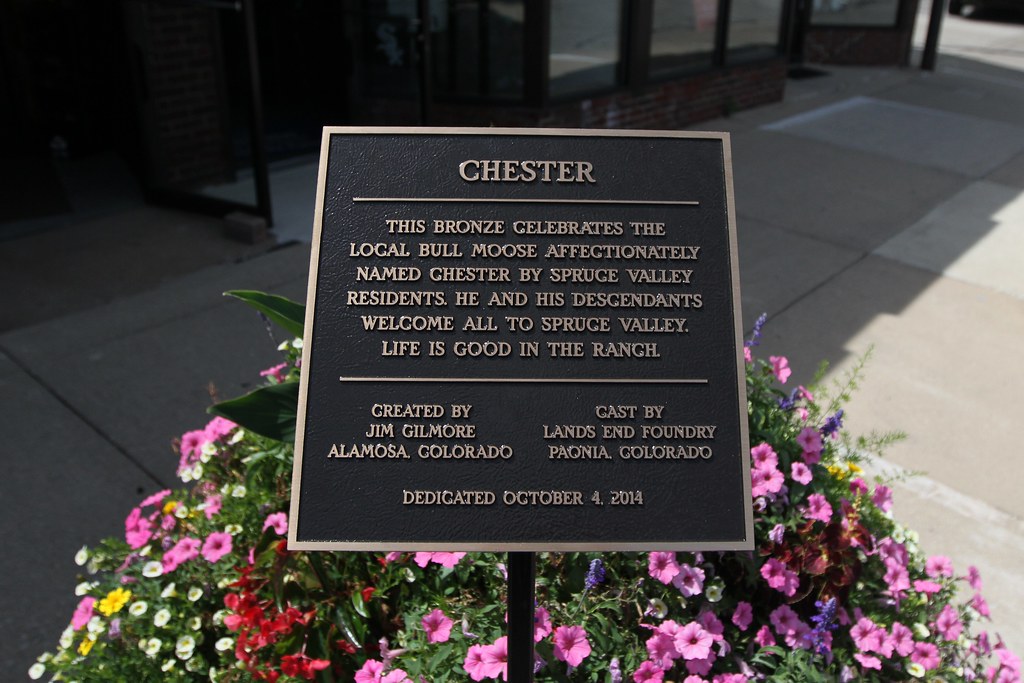 CHESTER
THIS BRONZE CELEBRATES THE
LOCAL BULL MOOSE AFFECTIONATELY
NAMED CHESTER BY SPRUCE VALLEY
RESIDENTS. HE AND HIS DESCENDANTS
WELCOME ALL TO SPRUCE VALLEY.
LIFE IS GOOD IN THE RANCH.
CREATED BY
JIM GILMORE
ALAMOSA, COLORADO
CAST BY
LANDS END FOUNDRY
PAONIA, COLORADO
DEDICATED OCTOBER 4, 2014